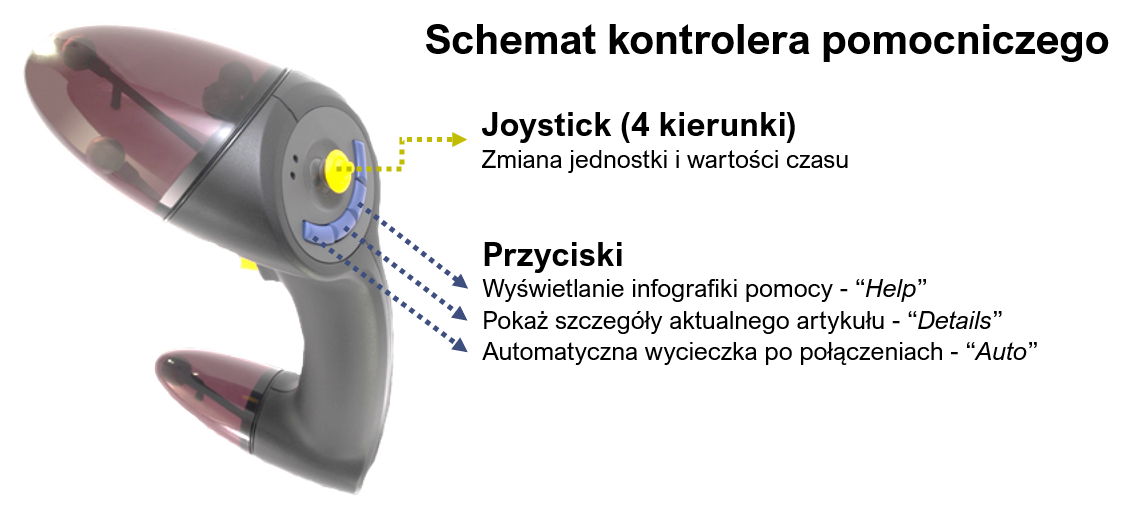 Schemat kontrolera pomocniczego
Joystick (4 kierunki)
Zmiana jednostki i wartości czasu
Przyciski
Wyświetlanie infografiki pomocy - “Help”
Pokaż szczegóły aktualnego artykułu - “Details”
Automatyczna wycieczka po połączeniach - “Auto”